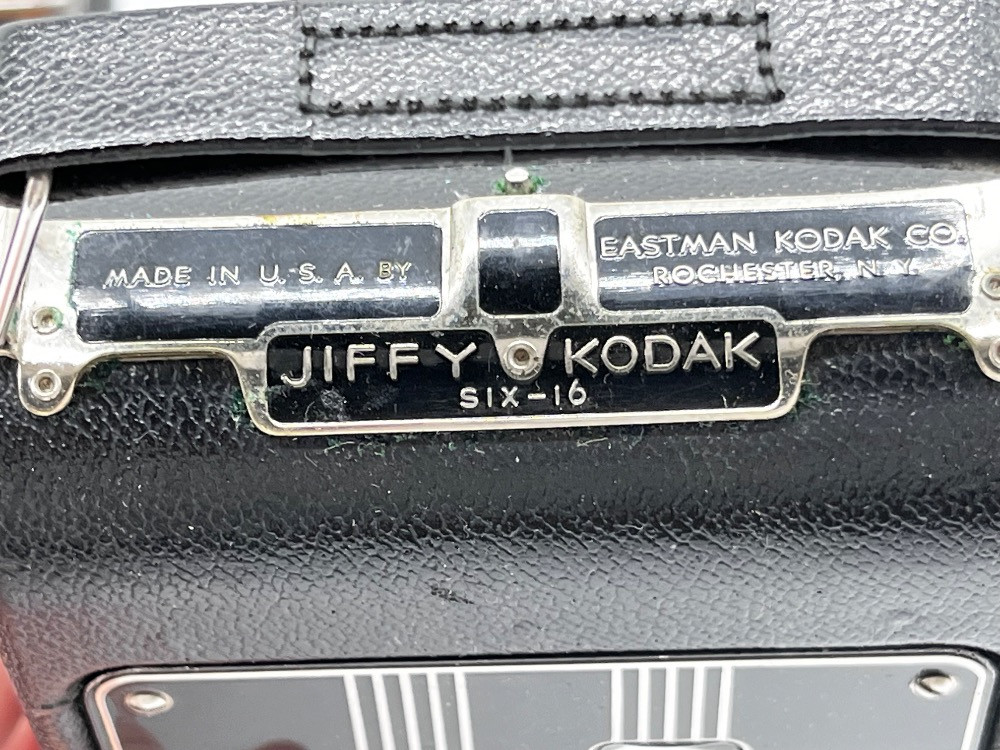 MADE IN U.S.A. BY
EASTMAN KODAK CO.
ROCHESTER, N.Y.
JIFFY KODAK
SIX-16